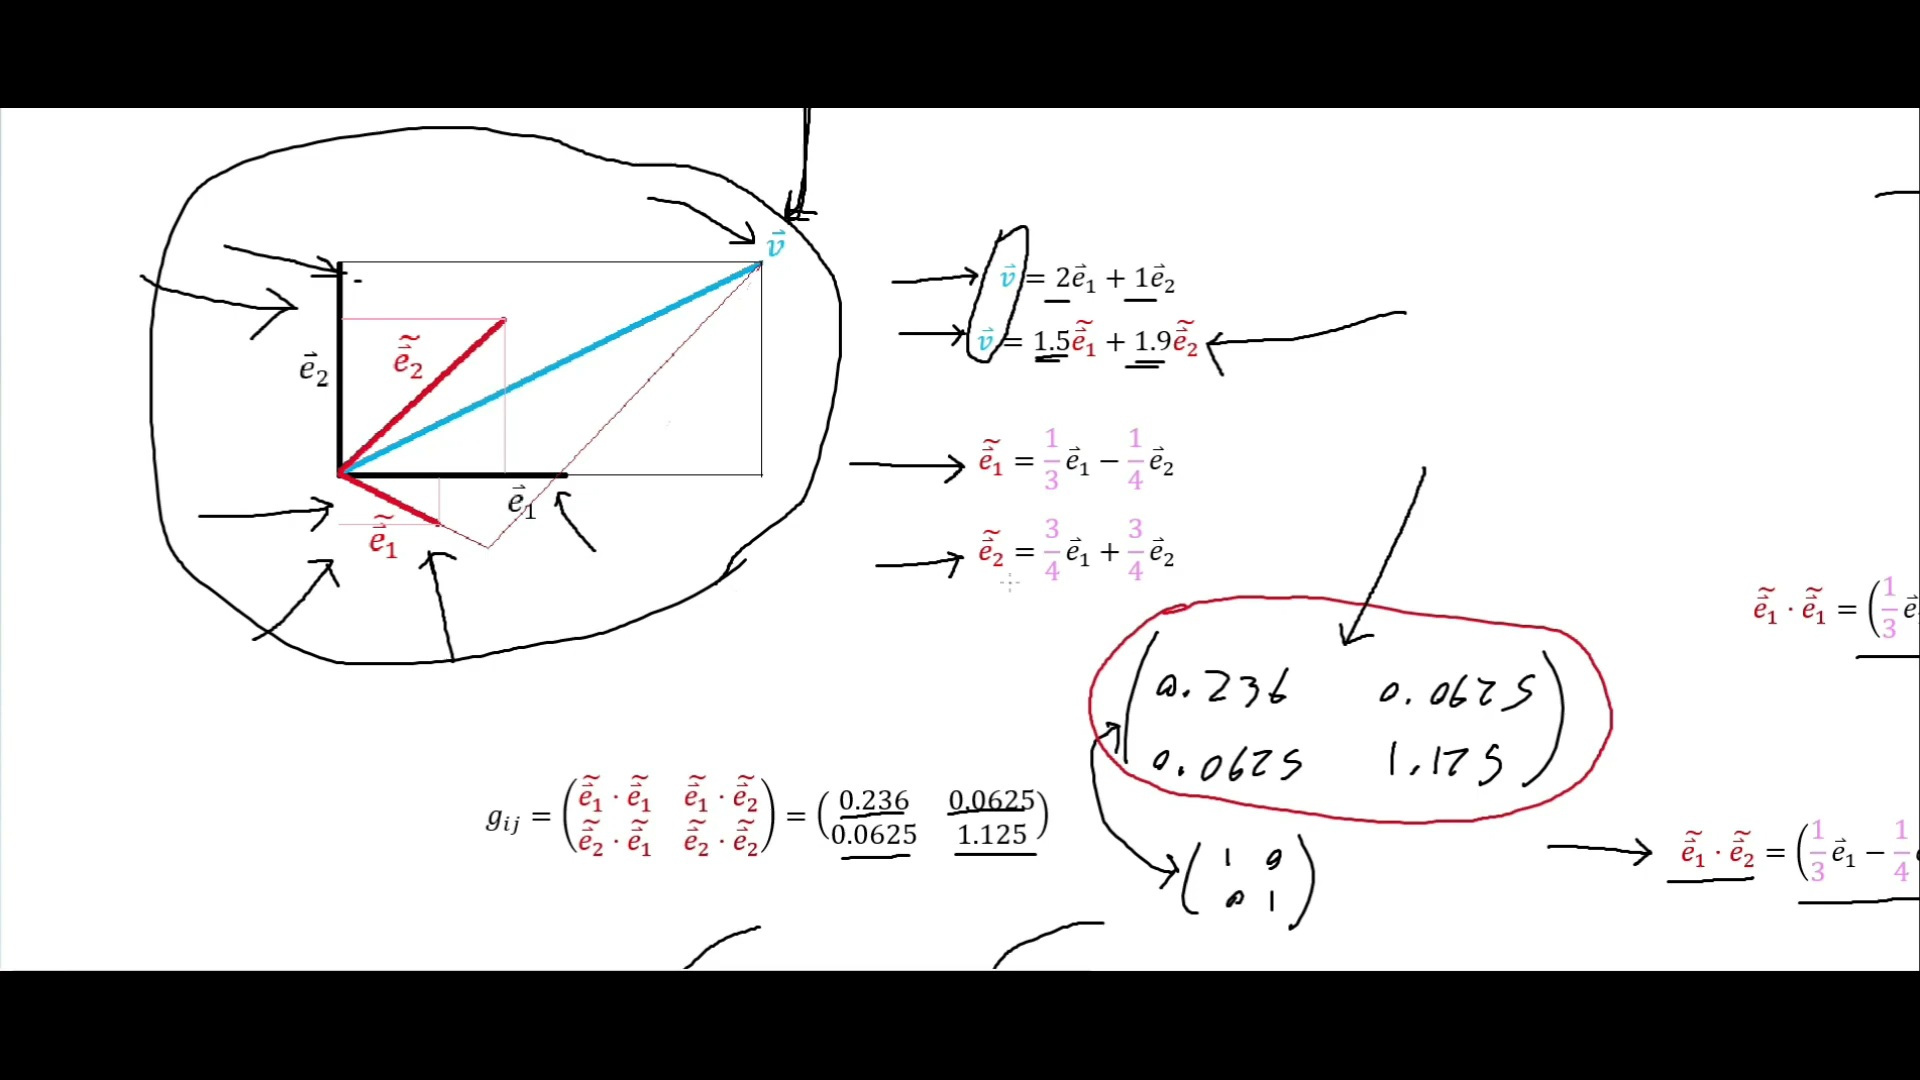 v⃗
ẽ⃗₂
e⃗₂
e⃗₁
ẽ⃗₁
v⃗ = 2e⃗₁ + 1e⃗₂
v⃗ = 1.5ẽ⃗₁ + 1.9ẽ⃗₂
ẽ⃗₁ = 1/3 e⃗₁ − 1/4 e⃗₂
ẽ⃗₂ = 3/4 e⃗₁ + 3/4 e⃗₂
ẽ⃗₁ · ẽ⃗₁ = (1/3 e⃗
(0.236 0.0625
0.0625 1.125)
gᵢⱼ = (ẽ⃗₁ · ẽ⃗₁ ẽ⃗₁ · ẽ⃗₂
ẽ⃗₂ · ẽ⃗₁ ẽ⃗₂ · ẽ⃗₂) = (0.236 0.0625
0.0625 1.125)
(1 0
0 1)
ẽ⃗₁ · ẽ⃗₂ = (1/3 e⃗₁ − 1/4